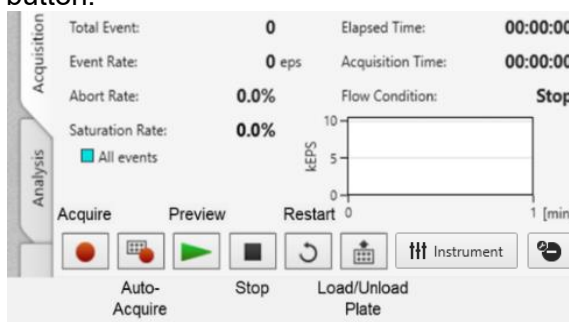 button.
Acquisition
Analysis
Total Event: 0 Elapsed Time: 00:00:00
Event Rate: 0 eps Acquisition Time: 00:00:00
Abort Rate: 0.0% Flow Condition: Stop
Saturation Rate: 0.0%
All events
kEPS
10
5
0
0 1 [min
Acquire Preview Restart
Instrument
Auto-Acquire Stop Load/Unload Plate